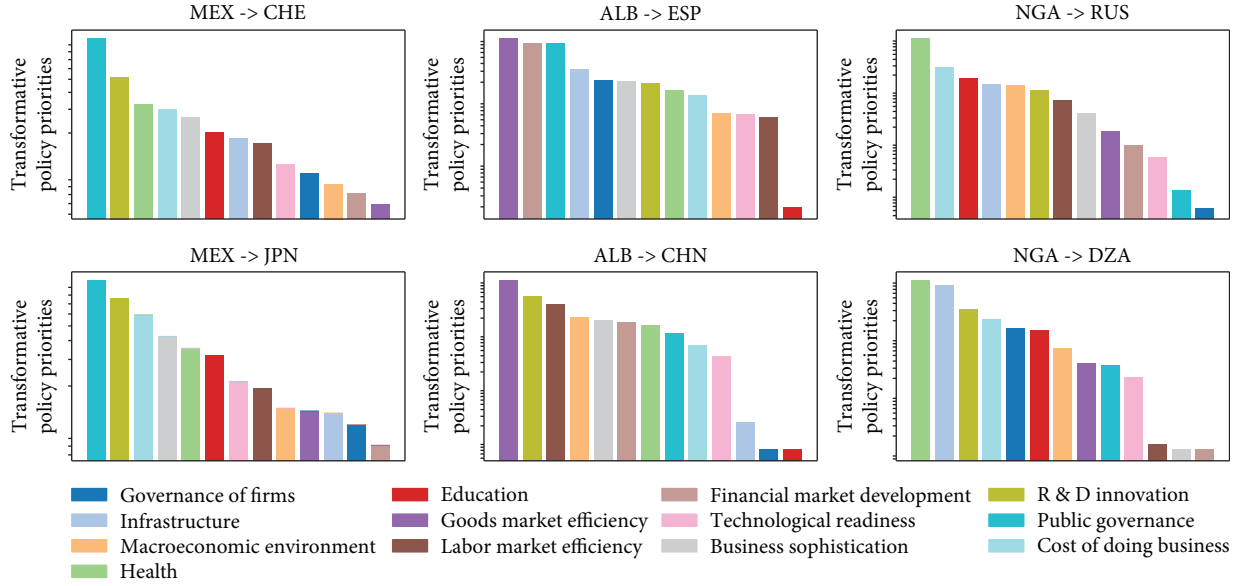 MEX -> CHE
ALB -> ESP
NGA -> RUS
Transformative
policy priorities
Transformative
policy priorities
Transformative
policy priorities
MEX -> JPN
ALB -> CHN
NGA -> DZA
Transformative
policy priorities
Transformative
policy priorities
Transformative
policy priorities
Governance of firms
Education
Financial market development
R & D innovation
Infrastructure
Goods market efficiency
Technological readiness
Public governance
Macroeconomic environment
Labor market efficiency
Business sophistication
Cost of doing business
Health